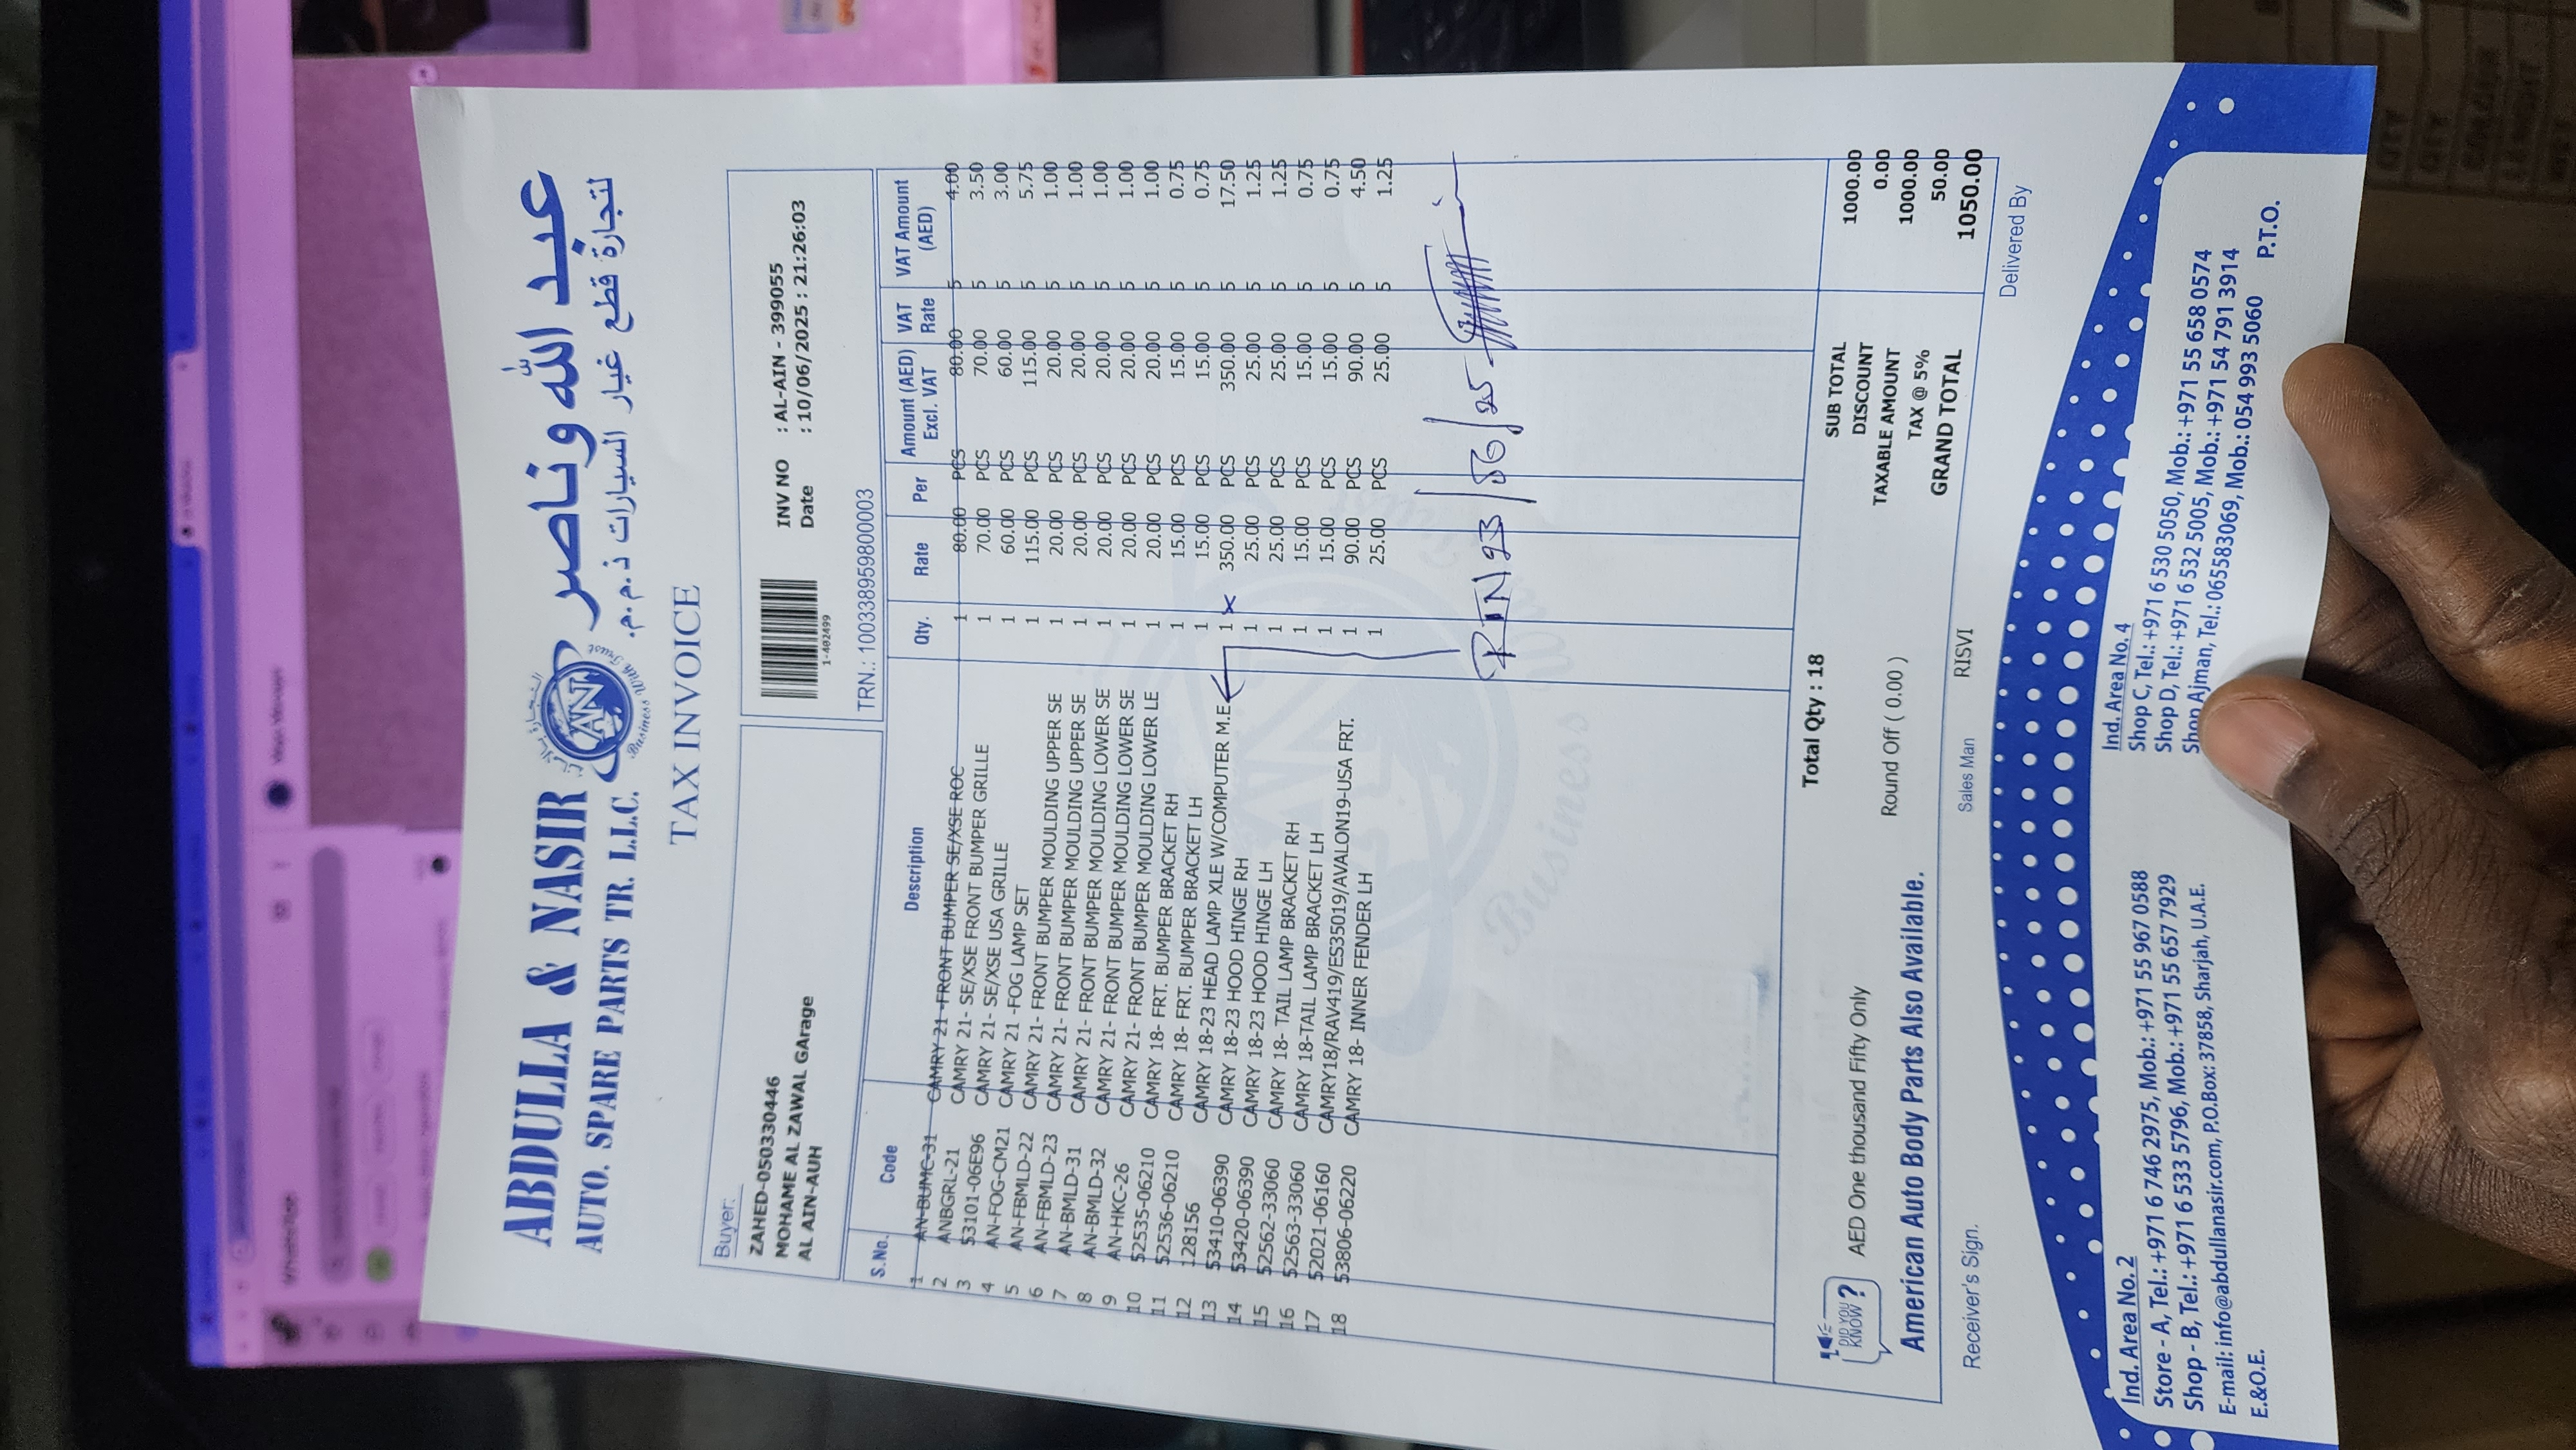 ABDULLA & NASIR
AUTO. SPARE PARTS TR. L.L.C.
AN
Business With Trust
عبد الله وناصر
لتجارة قطع غيار السيارات ذ.م.م.
TAX INVOICE
Buyer:
ZAHED-0503330446
MOHAME AL ZAWAL GArage
AL AIN-AUH
1-402499
INV NO : AL-AIN - 399055
Date : 10/06/2025 : 21:26:03
TRN.: 100338959800003
S.No. Code Description Qty. Rate Per Amount (AED) Excl. VAT VAT Rate VAT Amount (AED)
1 AN-BUMC-31 CAMRY 21 -FRONT BUMPER SE/XSE ROC 1 80.00 PCS 80.00 5 4.00
2 ANBGRL-21 CAMRY 21- SE/XSE FRONT BUMPER GRILLE 1 70.00 PCS 70.00 5 3.50
3 53101-06E96 CAMRY 21- SE/XSE USA GRILLE 1 60.00 PCS 60.00 5 3.00
4 AN-FOG-CM21 CAMRY 21 -FOG LAMP SET 1 115.00 PCS 115.00 5 5.75
5 AN-FBMLD-22 CAMRY 21- FRONT BUMPER MOULDING UPPER SE 1 20.00 PCS 20.00 5 1.00
6 AN-FBMLD-23 CAMRY 21- FRONT BUMPER MOULDING UPPER SE 1 20.00 PCS 20.00 5 1.00
7 AN-BMLD-31 CAMRY 21- FRONT BUMPER MOULDING LOWER SE 1 20.00 PCS 20.00 5 1.00
8 AN-BMLD-32 CAMRY 21- FRONT BUMPER MOULDING LOWER SE 1 20.00 PCS 20.00 5 1.00
9 AN-HKC-26 CAMRY 21- FRONT BUMPER MOULDING LOWER LE 1 20.00 PCS 20.00 5 1.00
10 52535-06210 CAMRY 18- FRT. BUMPER BRACKET RH 1 15.00 PCS 15.00 5 0.75
11 52536-06210 CAMRY 18- FRT. BUMPER BRACKET LH 1 15.00 PCS 15.00 5 0.75
12 128156 CAMRY 18-23 HEAD LAMP XLE W/COMPUTER M.E 1 x 350.00 PCS 350.00 5 17.50
13 53410-06390 CAMRY 18-23 HOOD HINGE RH 1 25.00 PCS 25.00 5 1.25
14 53420-06390 CAMRY 18-23 HOOD HINGE LH 1 25.00 PCS 25.00 5 1.25
15 52562-33060 CAMRY 18- TAIL LAMP BRACKET RH 1 15.00 PCS 15.00 5 0.75
16 52563-33060 CAMRY 18-TAIL LAMP BRACKET LH 1 15.00 PCS 15.00 5 0.75
17 52021-06160 CAMRY18/RAV419/ES35019/AVALON19-USA FRT. 1 90.00 PCS 90.00 5 4.50
18 53806-06220 CAMRY 18- INNER FENDER LH 1 25.00 PCS 25.00 5 1.25
Total Qty : 18
Round Off ( 0.00 )
SUB TOTAL 1000.00
DISCOUNT 0.00
TAXABLE AMOUNT 1000.00
TAX @ 5% 50.00
GRAND TOTAL 1050.00
DID YOU KNOW ?
AED One thousand Fifty Only
American Auto Body Parts Also Available.
Receiver's Sign. Sales Man RISVI Delivered By
Ind. Area No. 2
Store - A, Tel.: +971 6 746 2975, Mob.: +971 55 967 0588
Shop - B, Tel.: +971 6 533 5796, Mob.: +971 55 657 7929
E-mail: info@abdullanasir.com, P.O.Box: 37858, Sharjah, U.A.E.
E.&O.E.
Ind. Area No. 4
Shop C, Tel.: +971 6 530 5050, Mob.: +971 55 658 0574
Shop D, Tel.: +971 6 532 5005, Mob.: +971 54 791 3914
Shop Ajman, Tel.: 065583069, Mob.: 054 993 5060
P.T.O.
WhatsApp